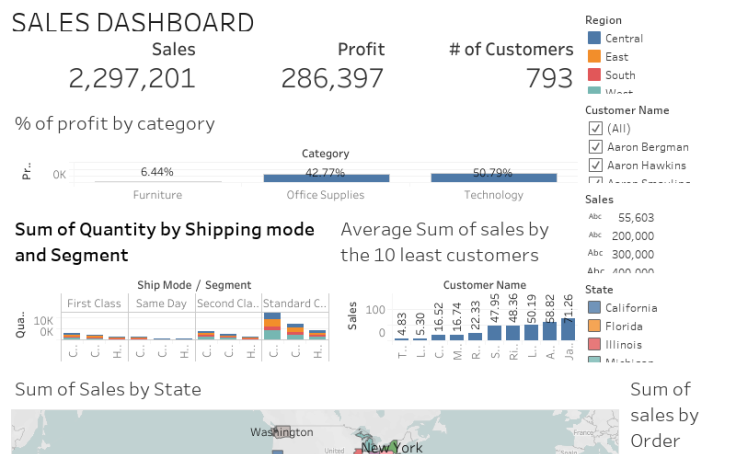 SALES DASHBOARD
Sales
Profit
# of Customers
2,297,201
286,397
793
Region
Central
East
South
West
% of profit by category
Customer Name
(All)
Aaron Bergman
Aaron Hawkins
Aaron Smayling
Category
Pr..
0K
6.44%
42.77%
50.79%
Furniture
Office Supplies
Technology
Sales
Abc 55,603
Abc 200,000
Abc 300,000
Abc 400,000
Sum of Quantity by Shipping mode
and Segment
Ship Mode / Segment
First Class
Same Day
Second Cla..
Standard C..
Qua..
10K
0K
C..
C..
H..
C..
C..
H..
C..
C..
H..
C..
C..
H..
Average Sum of sales by
the 10 least customers
Customer Name
Sales
100
0
4.83
5.30
16.52
16.74
22.33
47.95
48.36
50.19
58.82
71.26
T..
L..
C..
M..
R..
S..
Ri..
L..
A..
Ja..
State
California
Florida
Illinois
Michigan
Sum of Sales by State
Washington
United
New York
France
Sum of
sales by
Order